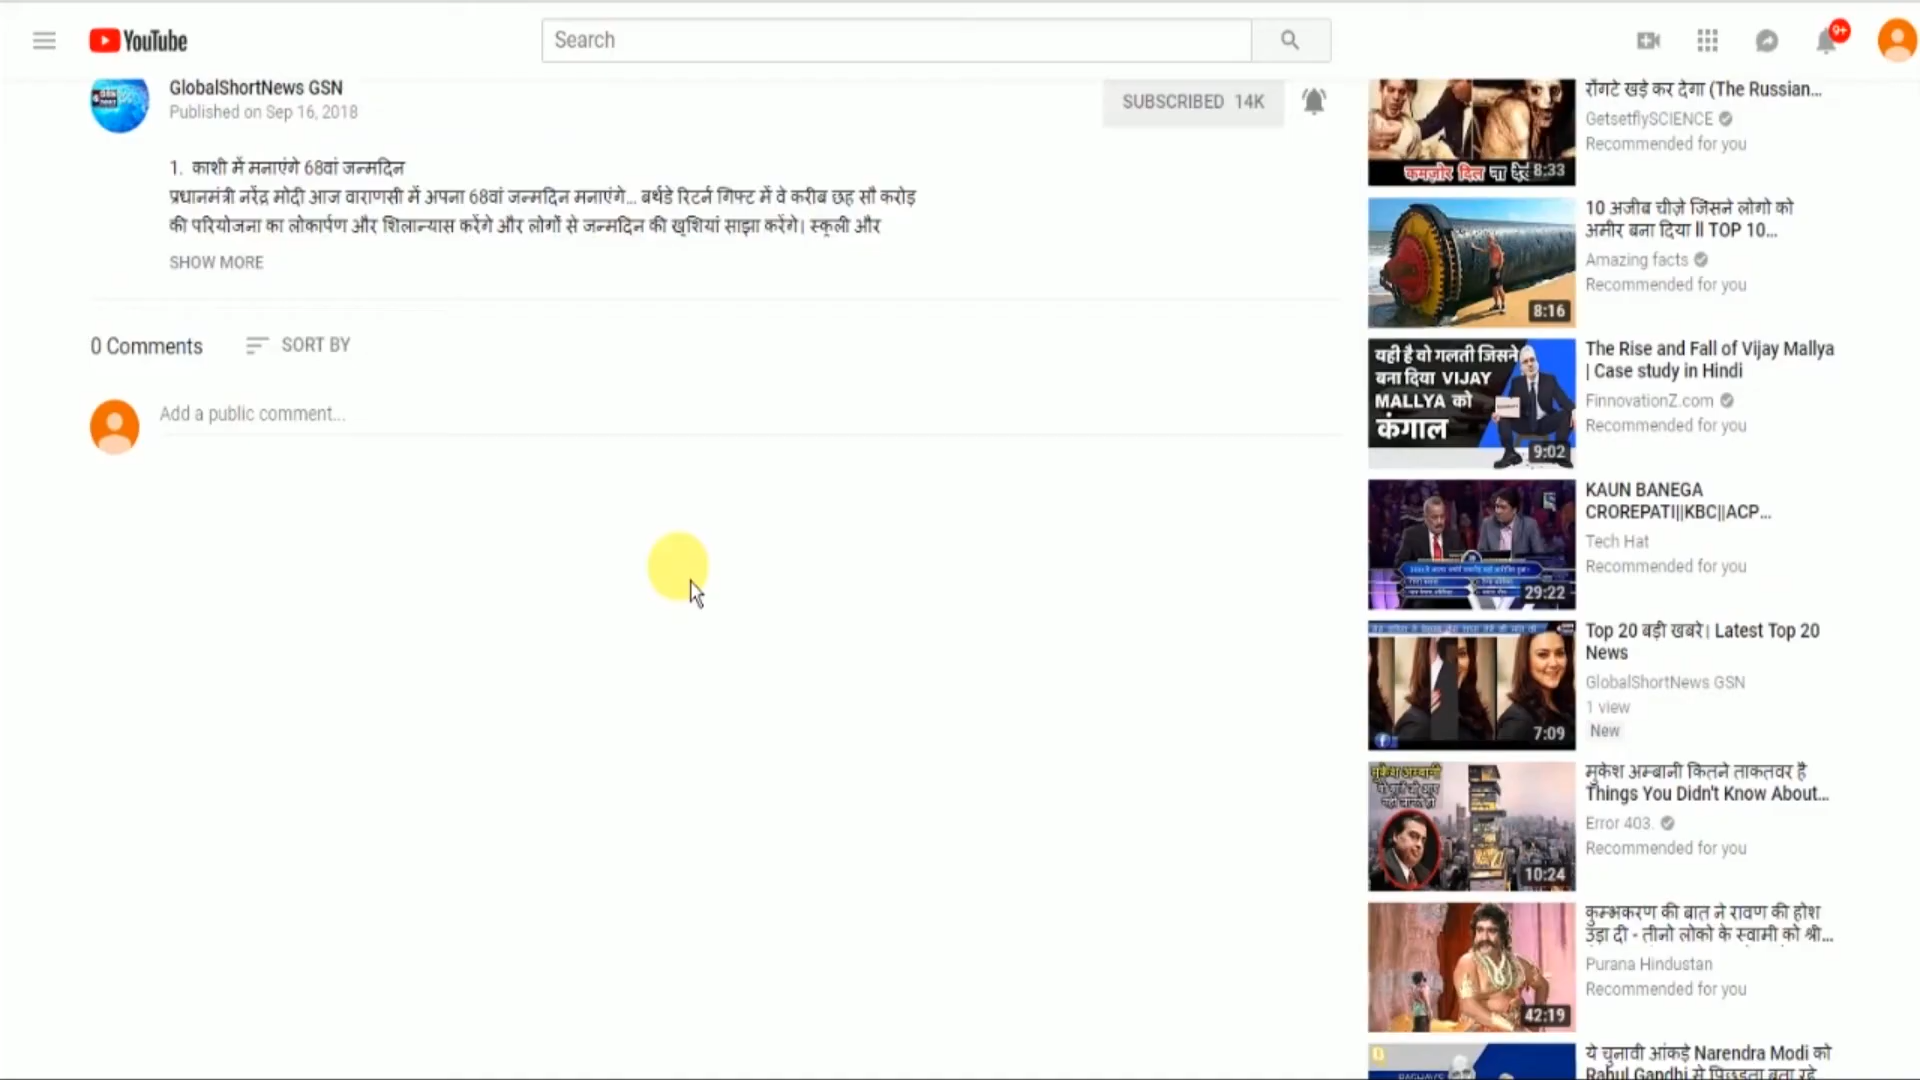 YouTube
Search
9+
GlobalShortNews GSN
Published on Sep 16, 2018
SUBSCRIBED 14K
1. काशी में मनाएंगे 68वां जन्मदिन
प्रधानमंत्री नरेंद्र मोदी आज वाराणसी में अपना 68वां जन्मदिन मनाएंगे... बर्थडे रिटर्न गिफ्ट में वे करीब छह सौ करोड़
की परियोजना का लोकार्पण और शिलान्यास करेंगे और लोगों से जन्मदिन की खुशियां साझा करेंगे। स्कूली और
SHOW MORE
0 Comments
SORT BY
Add a public comment...
रोंगटे खड़े कर देगा (The Russian...
GetsetflySCIENCE
Recommended for you
कमज़ोर दिल ना
8:33
10 अजीब चीज़े जिसने लोगो को
अमीर बना दिया ll TOP 10...
Amazing facts
Recommended for you
8:16
यही है वो गलती जिसने
बना दिया VIJAY
MALLYA को
कंगाल
9:02
The Rise and Fall of Vijay Mallya
| Case study in Hindi
FinnovationZ.com
Recommended for you
KAUN BANEGA
CROREPATI||KBC||ACP...
Tech Hat
Recommended for you
29:22
Top 20 बड़ी खबरे| Latest Top 20
News
GlobalShortNews GSN
1 view
New
7:09
मुकेश अम्बानी
मुकेश अम्बानी कितने ताकतवर है
Things You Didn't Know About...
Error 403.
Recommended for you
10:24
कुम्भकरण की बात ने रावण की होश
उड़ा दी - तीनो लोको के स्वामी को श्री...
Purana Hindustan
Recommended for you
42:19
ये चुनावी आंकड़े Narendra Modi को
Rahul Gandhi से पिछड़ता बता रहे